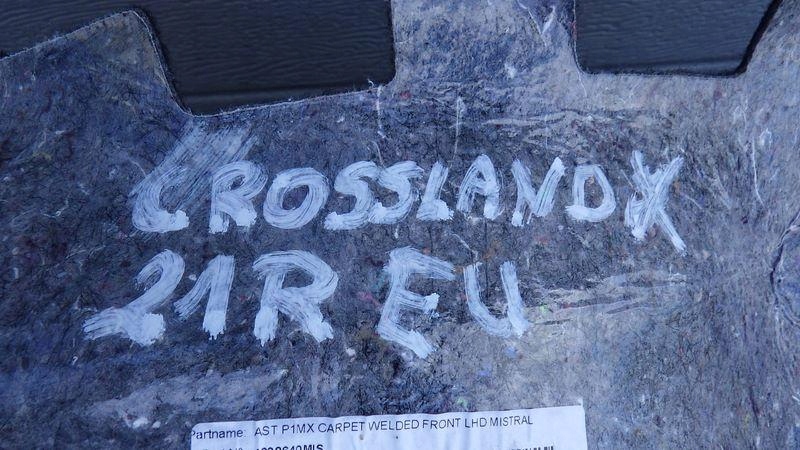 CROSSLAND X
21R EU
Partname: AST P1MX CARPET WELDED FRONT LHD MISTRAL